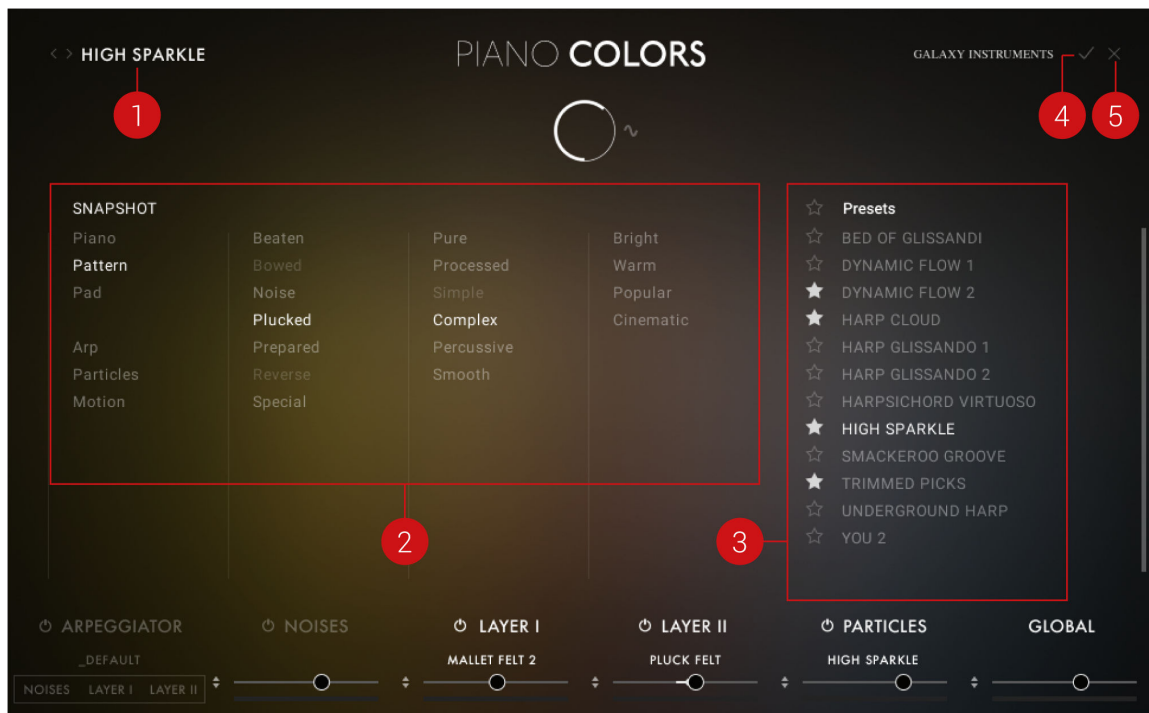 < > HIGH SPARKLE
PIANO COLORS
GALAXY INSTRUMENTS
1
4
5
SNAPSHOT
Piano
Pattern
Pad
Arp
Particles
Motion
Beaten
Bowed
Noise
Plucked
Prepared
Reverse
Special
Pure
Processed
Simple
Complex
Percussive
Smooth
Bright
Warm
Popular
Cinematic
2
3
Presets
BED OF GLISSANDI
DYNAMIC FLOW 1
DYNAMIC FLOW 2
HARP CLOUD
HARP GLISSANDO 1
HARP GLISSANDO 2
HARPSICHORD VIRTUOSO
HIGH SPARKLE
SMACKEROO GROOVE
TRIMMED PICKS
UNDERGROUND HARP
YOU 2
ARPEGGIATOR
_DEFAULT
NOISES LAYER I LAYER II
NOISES
LAYER I
MALLET FELT 2
LAYER II
PLUCK FELT
PARTICLES
HIGH SPARKLE
GLOBAL